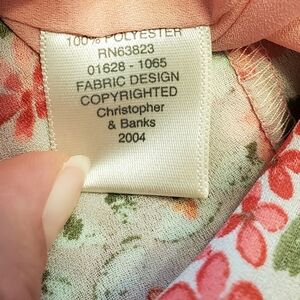 100% POLYESTER
RN63823
01628 - 1065
FABRIC DESIGN
COPYRIGHTED
Christopher
& Banks
2004